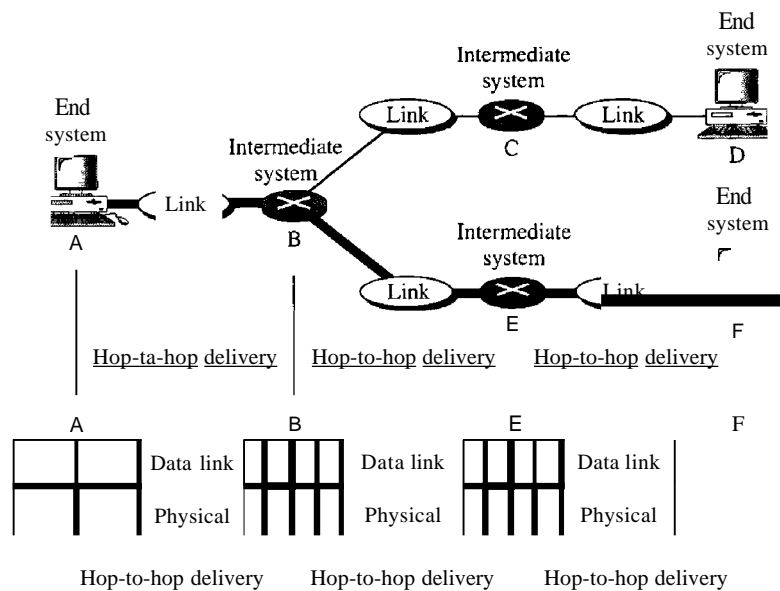 End
system
Intermediate
system
Link
C
Link
D
End
system
A
Link
Intermediate
system
B
End
system
Intermediate
system
Link
E
Link
F
Hop-ta-hop delivery
Hop-to-hop delivery
Hop-to-hop delivery
A
B
E
F
Data link
Data link
Data link
Physical
Physical
Physical
Hop-to-hop delivery
Hop-to-hop delivery
Hop-to-hop delivery